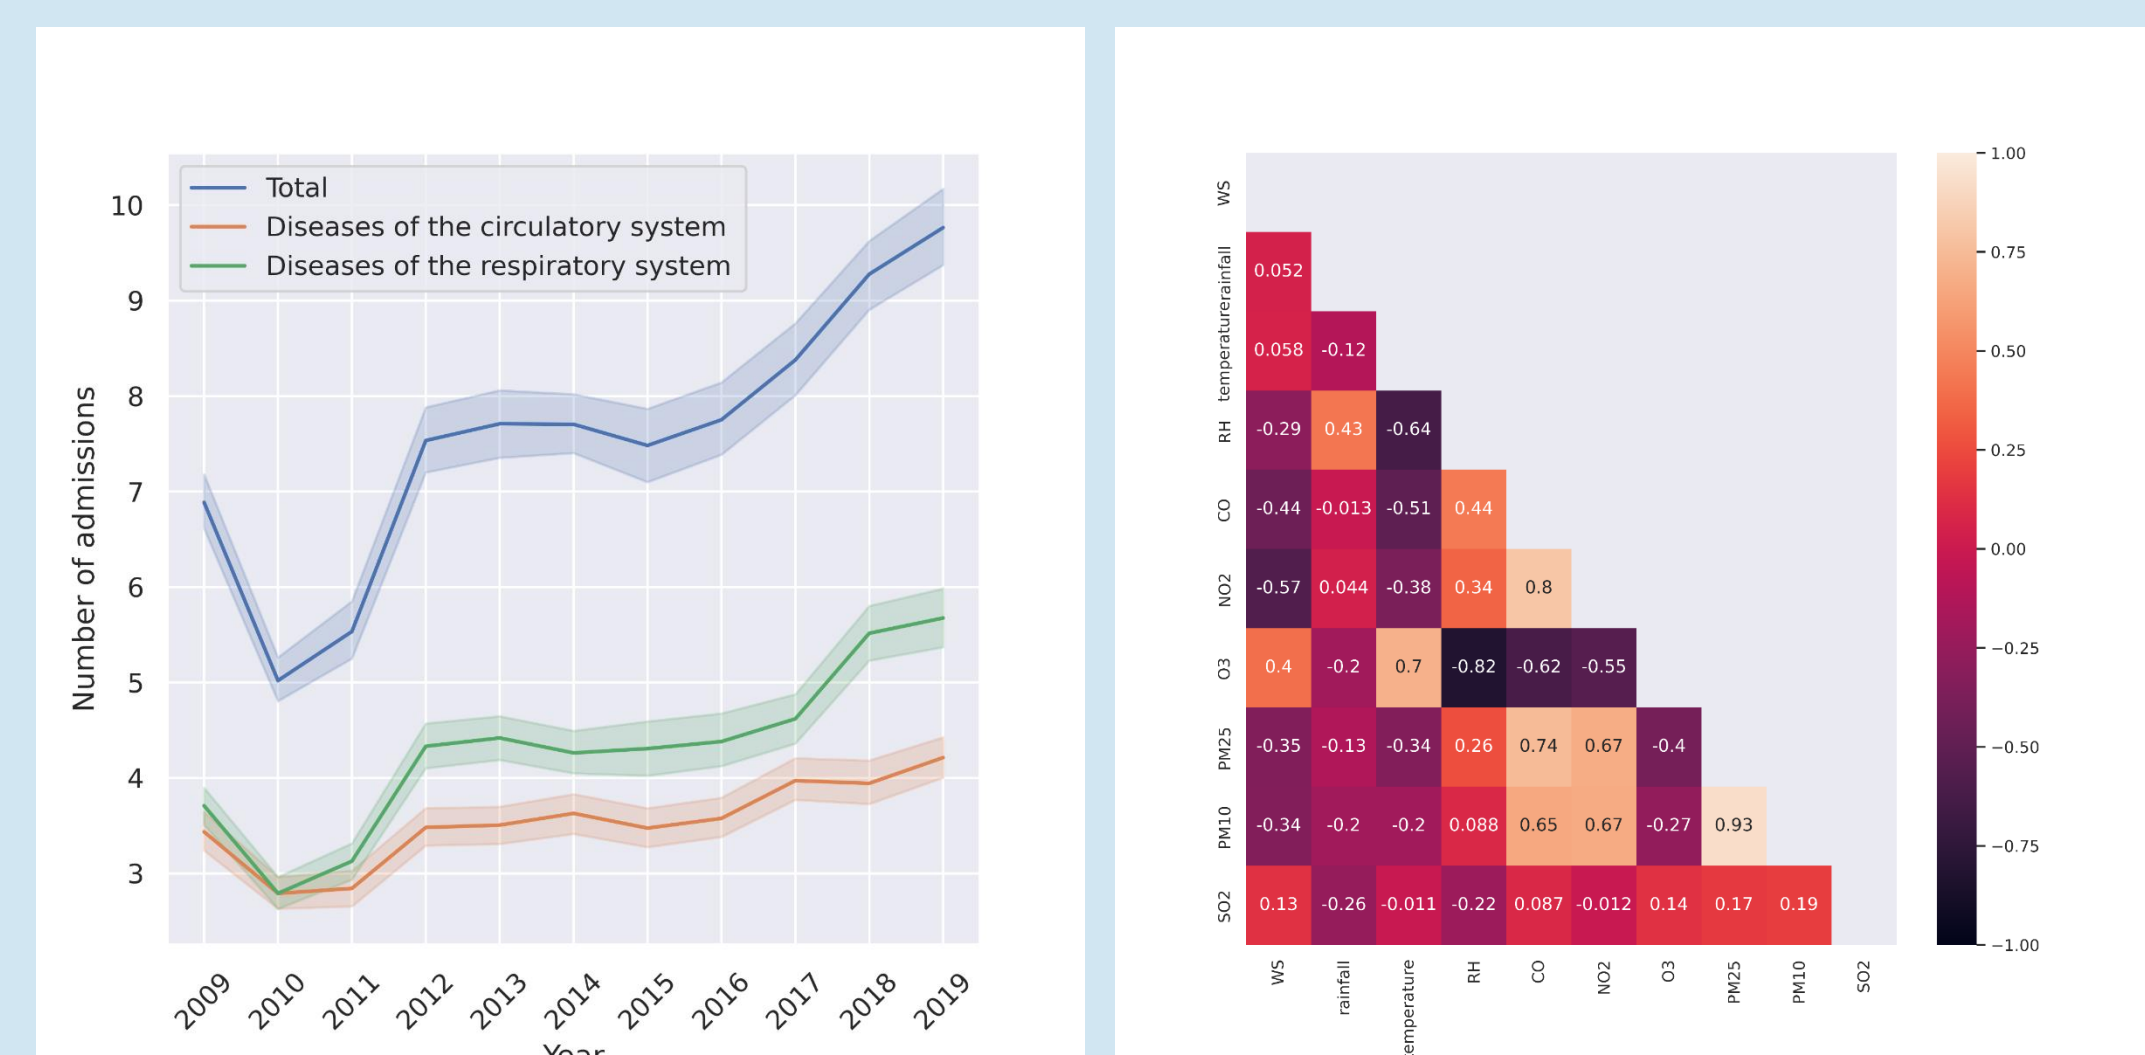 Total
Diseases of the circulatory system
Diseases of the respiratory system
10
9
8
7
6
5
4
3
Number of admissions
2009 2010 2011 2012 2013 2014 2015 2016 2017 2018 2019
Year
WS
rainfall
0.052
temperature
0.058 -0.12
RH
-0.29 0.43 -0.64
CO
-0.44 -0.013 -0.51 0.44
NO2
-0.57 0.044 -0.38 0.34 0.8
O3
0.4 -0.2 0.7 -0.82 -0.62 -0.55
PM25
-0.35 -0.13 -0.34 0.26 0.74 0.67 -0.4
PM10
-0.34 -0.2 -0.2 0.088 0.65 0.67 -0.27 0.93
SO2
0.13 -0.26 -0.011 -0.22 0.087 -0.012 0.14 0.17 0.19
WS rainfall temperature RH CO NO2 O3 PM25 PM10 SO2
1.00
0.75
0.50
0.25
0.00
−0.25
−0.50
−0.75
−1.00